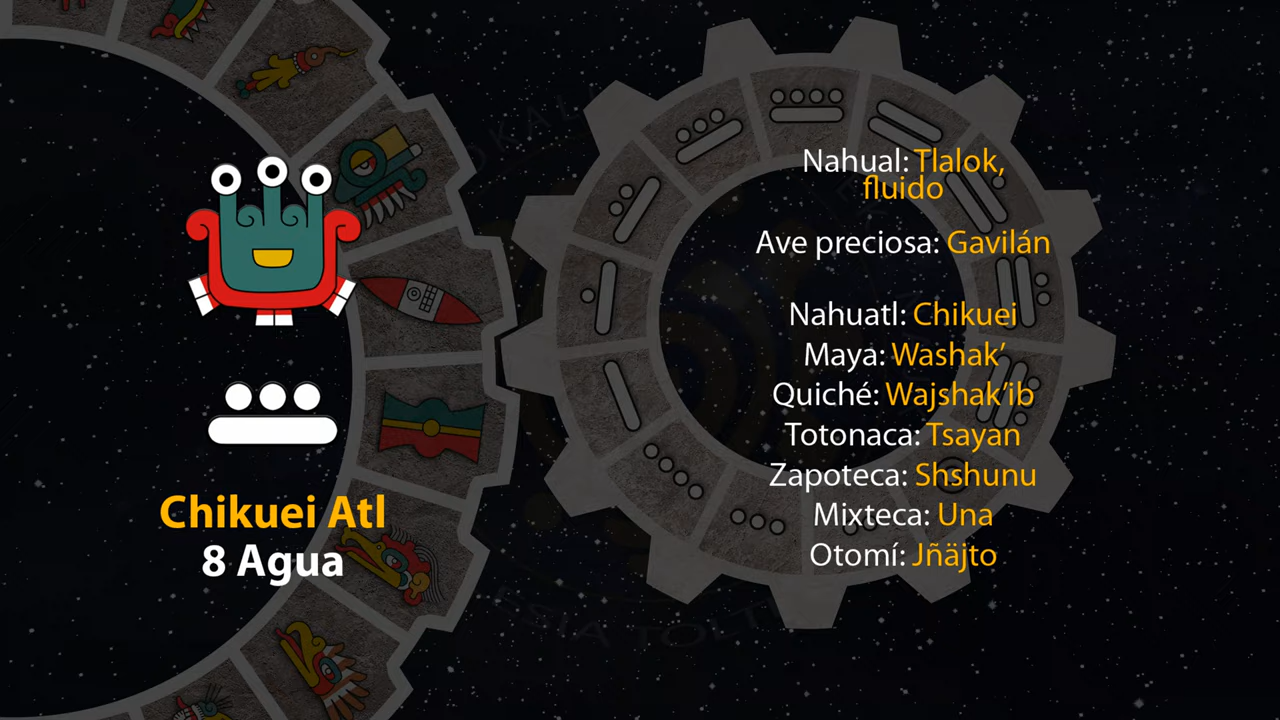 Chikuei Atl
8 Agua
Nahual: Tlalok,
fluido
Ave preciosa: Gavilán
Nahuatl: Chikuei
Maya: Washak’
Quiché: Wajshak’ib
Totonaca: Tsayan
Zapoteca: Shshunu
Mixteca: Una
Otomí: Jñäjto